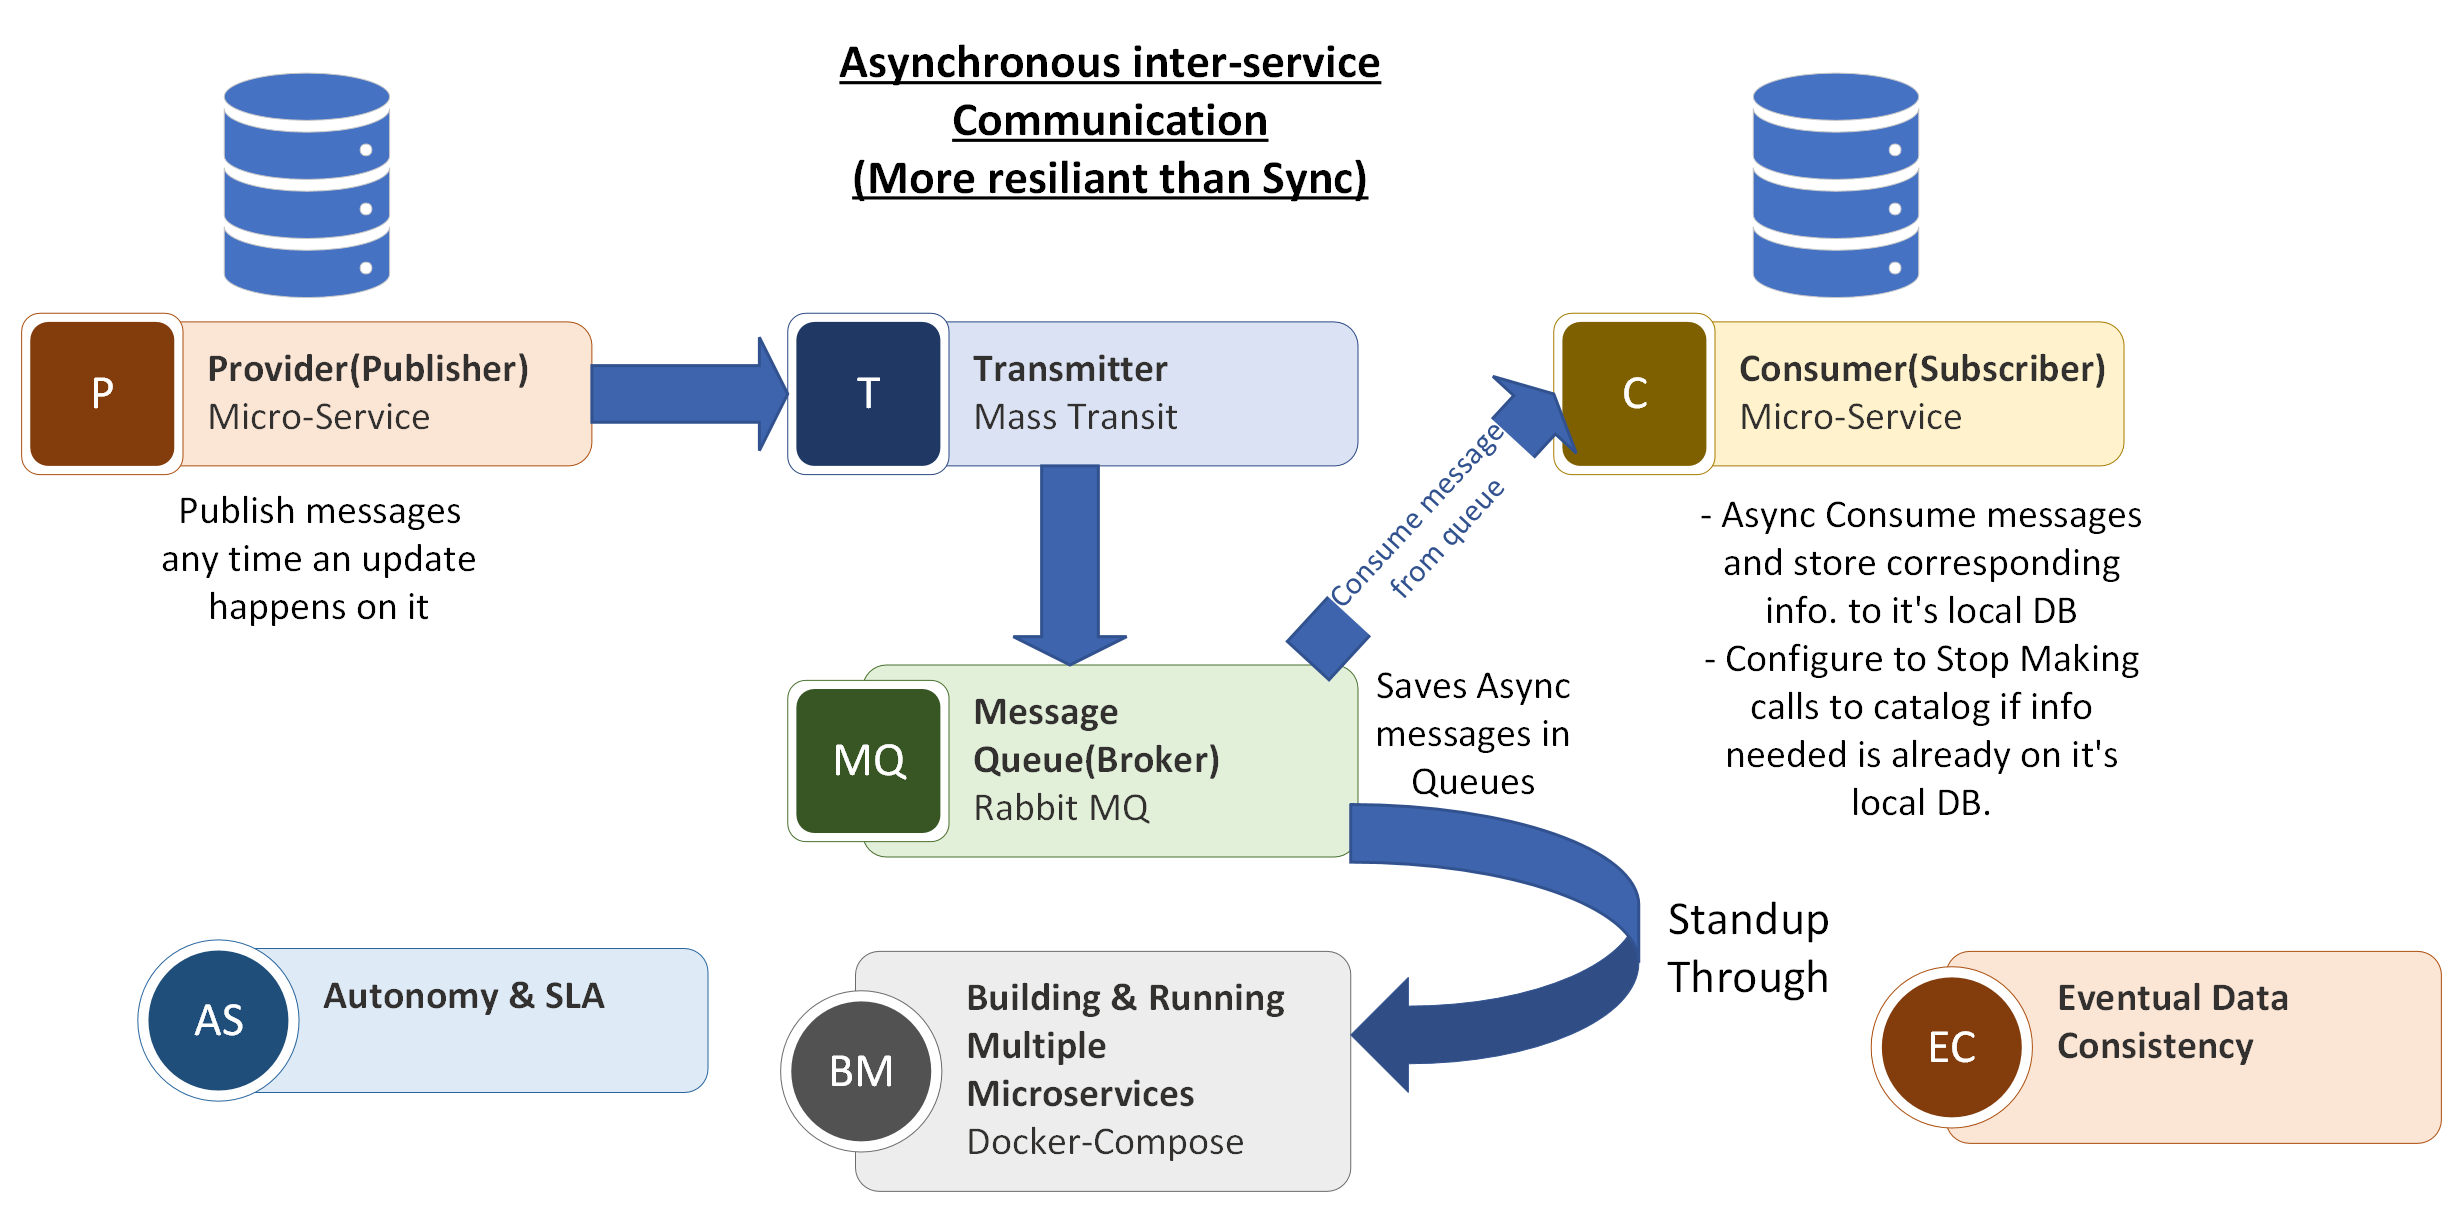 Asynchronous inter-service
Communication
(More resiliant than Sync)
P
Provider(Publisher)
Micro-Service
T
Transmitter
Mass Transit
C
Consumer(Subscriber)
Micro-Service
Publish messages
any time an update
happens on it
Consume message
from queue
- Async Consume messages
and store corresponding
info. to it's local DB
- Configure to Stop Making
calls to catalog if info
needed is already on it's
local DB.
MQ
Message
Queue(Broker)
Rabbit MQ
Saves Async
messages in
Queues
Standup
Through
AS
Autonomy & SLA
BM
Building & Running
Multiple
Microservices
Docker-Compose
EC
Eventual Data
Consistency